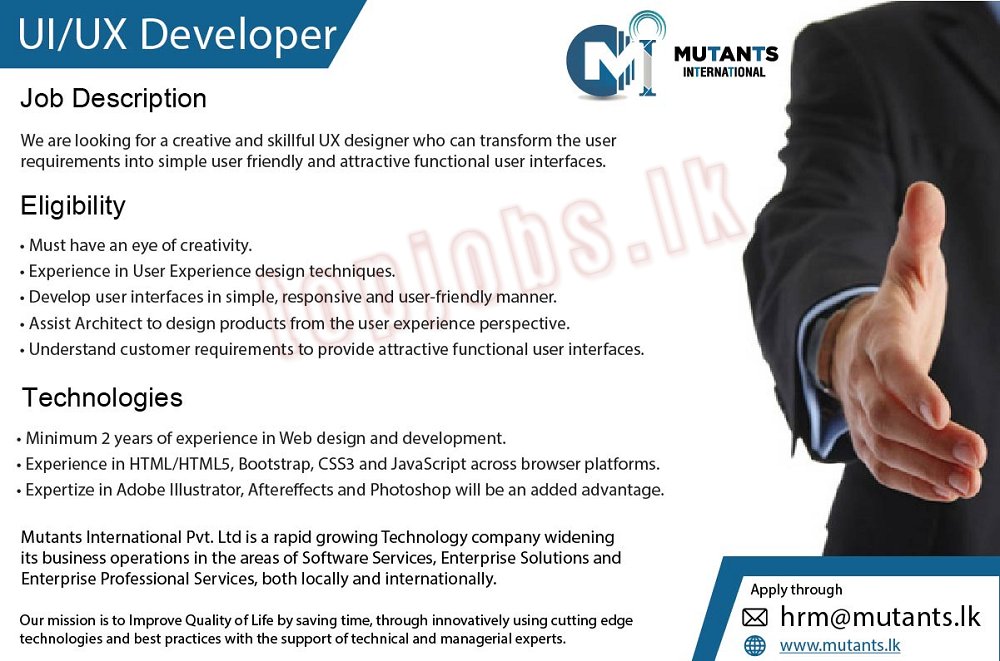 UI/UX Developer
MUTANTS
INTERNATIONAL
Job Description
We are looking for a creative and skillful UX designer who can transform the user
requirements into simple user friendly and attractive functional user interfaces.
Eligibility
• Must have an eye of creativity.
• Experience in User Experience design techniques.
• Develop user interfaces in simple, responsive and user-friendly manner.
• Assist Architect to design products from the user experience perspective.
• Understand customer requirements to provide attractive functional user interfaces.
topjobs.lk
Technologies
• Minimum 2 years of experience in Web design and development.
• Experience in HTML/HTML5, Bootstrap, CSS3 and JavaScript across browser platforms.
• Expertize in Adobe Illustrator, Aftereffects and Photoshop will be an added advantage.
Mutants International Pvt. Ltd is a rapid growing Technology company widening
its business operations in the areas of Software Services, Enterprise Solutions and
Enterprise Professional Services, both locally and internationally.
Our mission is to Improve Quality of Life by saving time, through innovatively using cutting edge
technologies and best practices with the support of technical and managerial experts.
Apply through
hrm@mutants.lk
www.mutants.lk